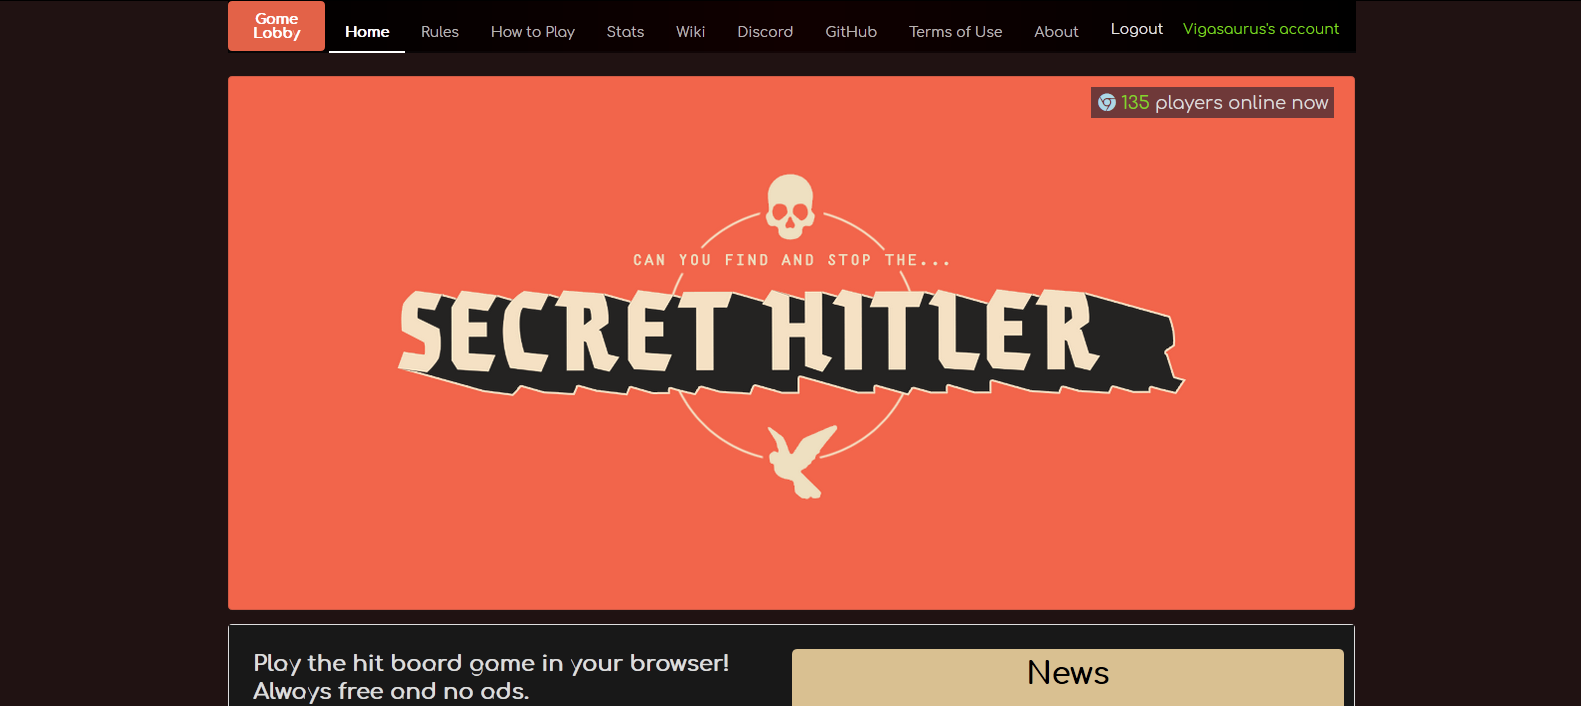 Game
Lobby
Home
Rules
How to Play
Stats
Wiki
Discord
GitHub
Terms of Use
About
Logout
Vigasaurus's account
135 players online now
CAN YOU FIND AND STOP THE...
SECRET HITLER
Play the hit board game in your browser!
Always free and no ads.
News